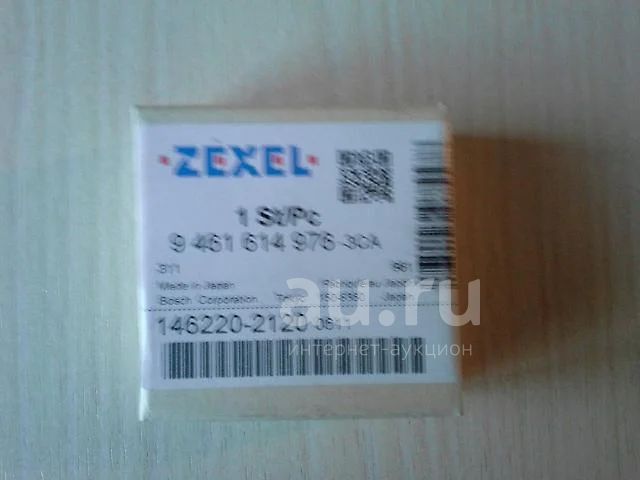 ZEXEL
1 St/Pc
9 461 614 976
Made in Japan
Bosch Corporation Japan
146220-2120
au.ru
интернет-аукцион